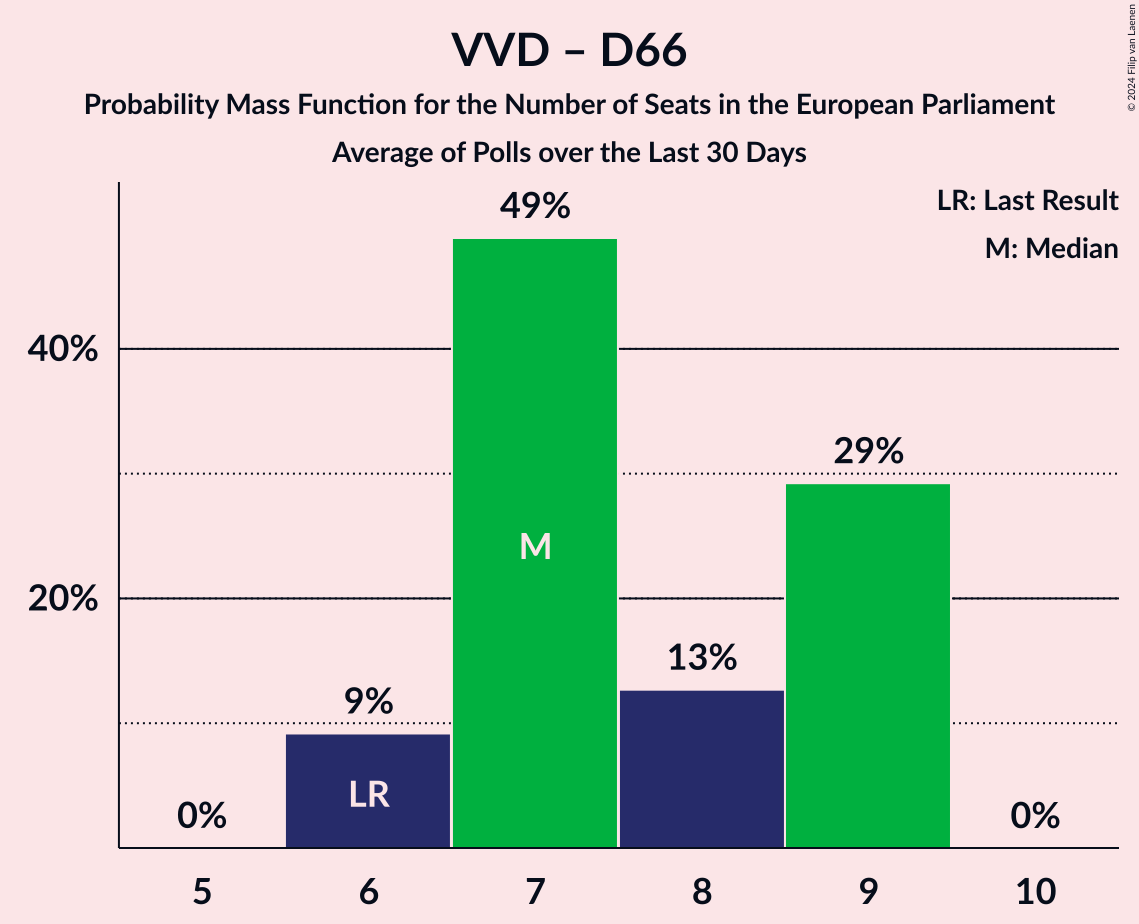 VVD – D66
Probability Mass Function for the Number of Seats in the European Parliament
Average of Polls over the Last 30 Days
© 2024 Filip van Laenen
LR: Last Result
M: Median
49%
40%
29%
M
20%
13%
9%
LR
0%
0%
5 6 7 8 9 10